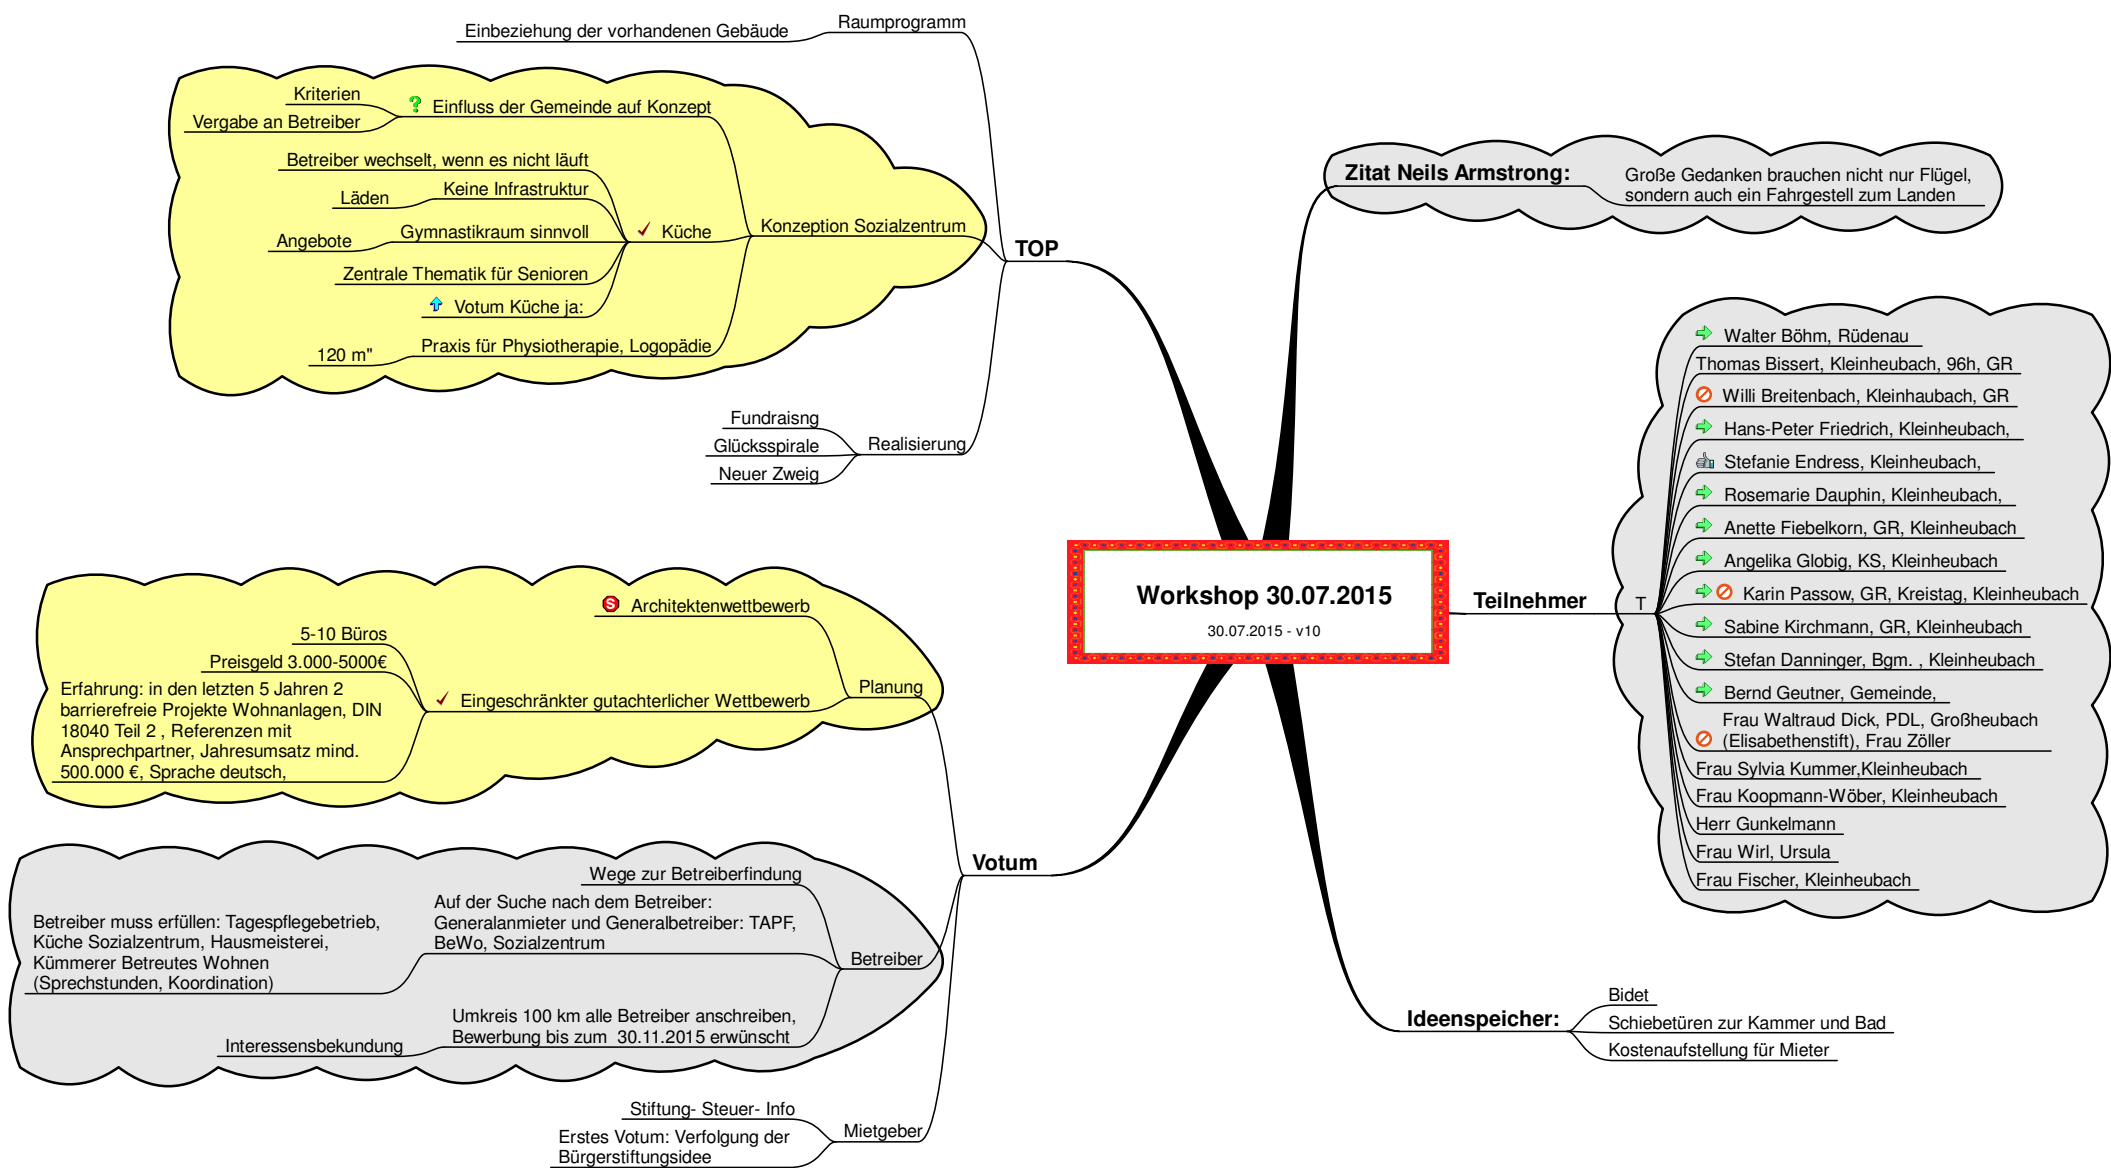 Workshop 30.07.2015
30.07.2015 - v10
Zitat Neils Armstrong:
Große Gedanken brauchen nicht nur Flügel,
sondern auch ein Fahrgestell zum Landen
Teilnehmer
T
Walter Böhm, Rüdenau
Thomas Bissert, Kleinheubach, 96h, GR
Willi Breitenbach, Kleinhaubach, GR
Hans-Peter Friedrich, Kleinheubach,
Stefanie Endress, Kleinheubach,
Rosemarie Dauphin, Kleinheubach,
Anette Fiebelkorn, GR, Kleinheubach
Angelika Globig, KS, Kleinheubach
Karin Passow, GR, Kreistag, Kleinheubach
Sabine Kirchmann, GR, Kleinheubach
Stefan Danninger, Bgm. , Kleinheubach
Bernd Geutner, Gemeinde,
Frau Waltraud Dick, PDL, Großheubach
(Elisabethenstift), Frau Zöller
Frau Sylvia Kummer,Kleinheubach
Frau Koopmann-Wöber, Kleinheubach
Herr Gunkelmann
Frau Wirl, Ursula
Frau Fischer, Kleinheubach
Ideenspeicher:
Bidet
Schiebetüren zur Kammer und Bad
Kostenaufstellung für Mieter
TOP
Raumprogramm
Einbeziehung der vorhandenen Gebäude
Konzeption Sozialzentrum
? Einfluss der Gemeinde auf Konzept
Kriterien
Vergabe an Betreiber
Küche
Betreiber wechselt, wenn es nicht läuft
Keine Infrastruktur
Läden
Gymnastikraum sinnvoll
Angebote
Zentrale Thematik für Senioren
Votum Küche ja:
Praxis für Physiotherapie, Logopädie
120 m"
Realisierung
Fundraisng
Glücksspirale
Neuer Zweig
Votum
Planung
S Architektenwettbewerb
Eingeschränkter gutachterlicher Wettbewerb
5-10 Büros
Preisgeld 3.000-5000€
Erfahrung: in den letzten 5 Jahren 2
barrierefreie Projekte Wohnanlagen, DIN
18040 Teil 2 , Referenzen mit
Ansprechpartner, Jahresumsatz mind.
500.000 €, Sprache deutsch,
Betreiber
Wege zur Betreiberfindung
Auf der Suche nach dem Betreiber:
Generalanmieter und Generalbetreiber: TAPF,
BeWo, Sozialzentrum
Betreiber muss erfüllen: Tagespflegebetrieb,
Küche Sozialzentrum, Hausmeisterei,
Kümmerer Betreutes Wohnen
(Sprechstunden, Koordination)
Umkreis 100 km alle Betreiber anschreiben,
Bewerbung bis zum  30.11.2015 erwünscht
Interessensbekundung
Mietgeber
Stiftung- Steuer- Info
Erstes Votum: Verfolgung der
Bürgerstiftungsidee